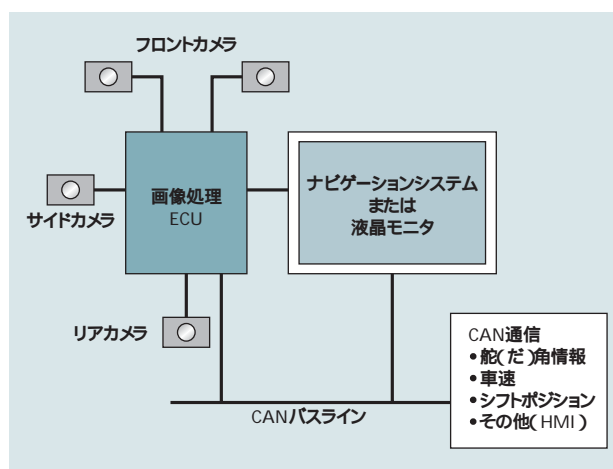 フロントカメラ
画像処理
ECU
ナビゲーションシステム
または
液晶モニタ
サイドカメラ
リアカメラ
CANバスライン
CAN通信
•舵(だ)角情報
•車速
•シフトポジション
•その他(HMI)